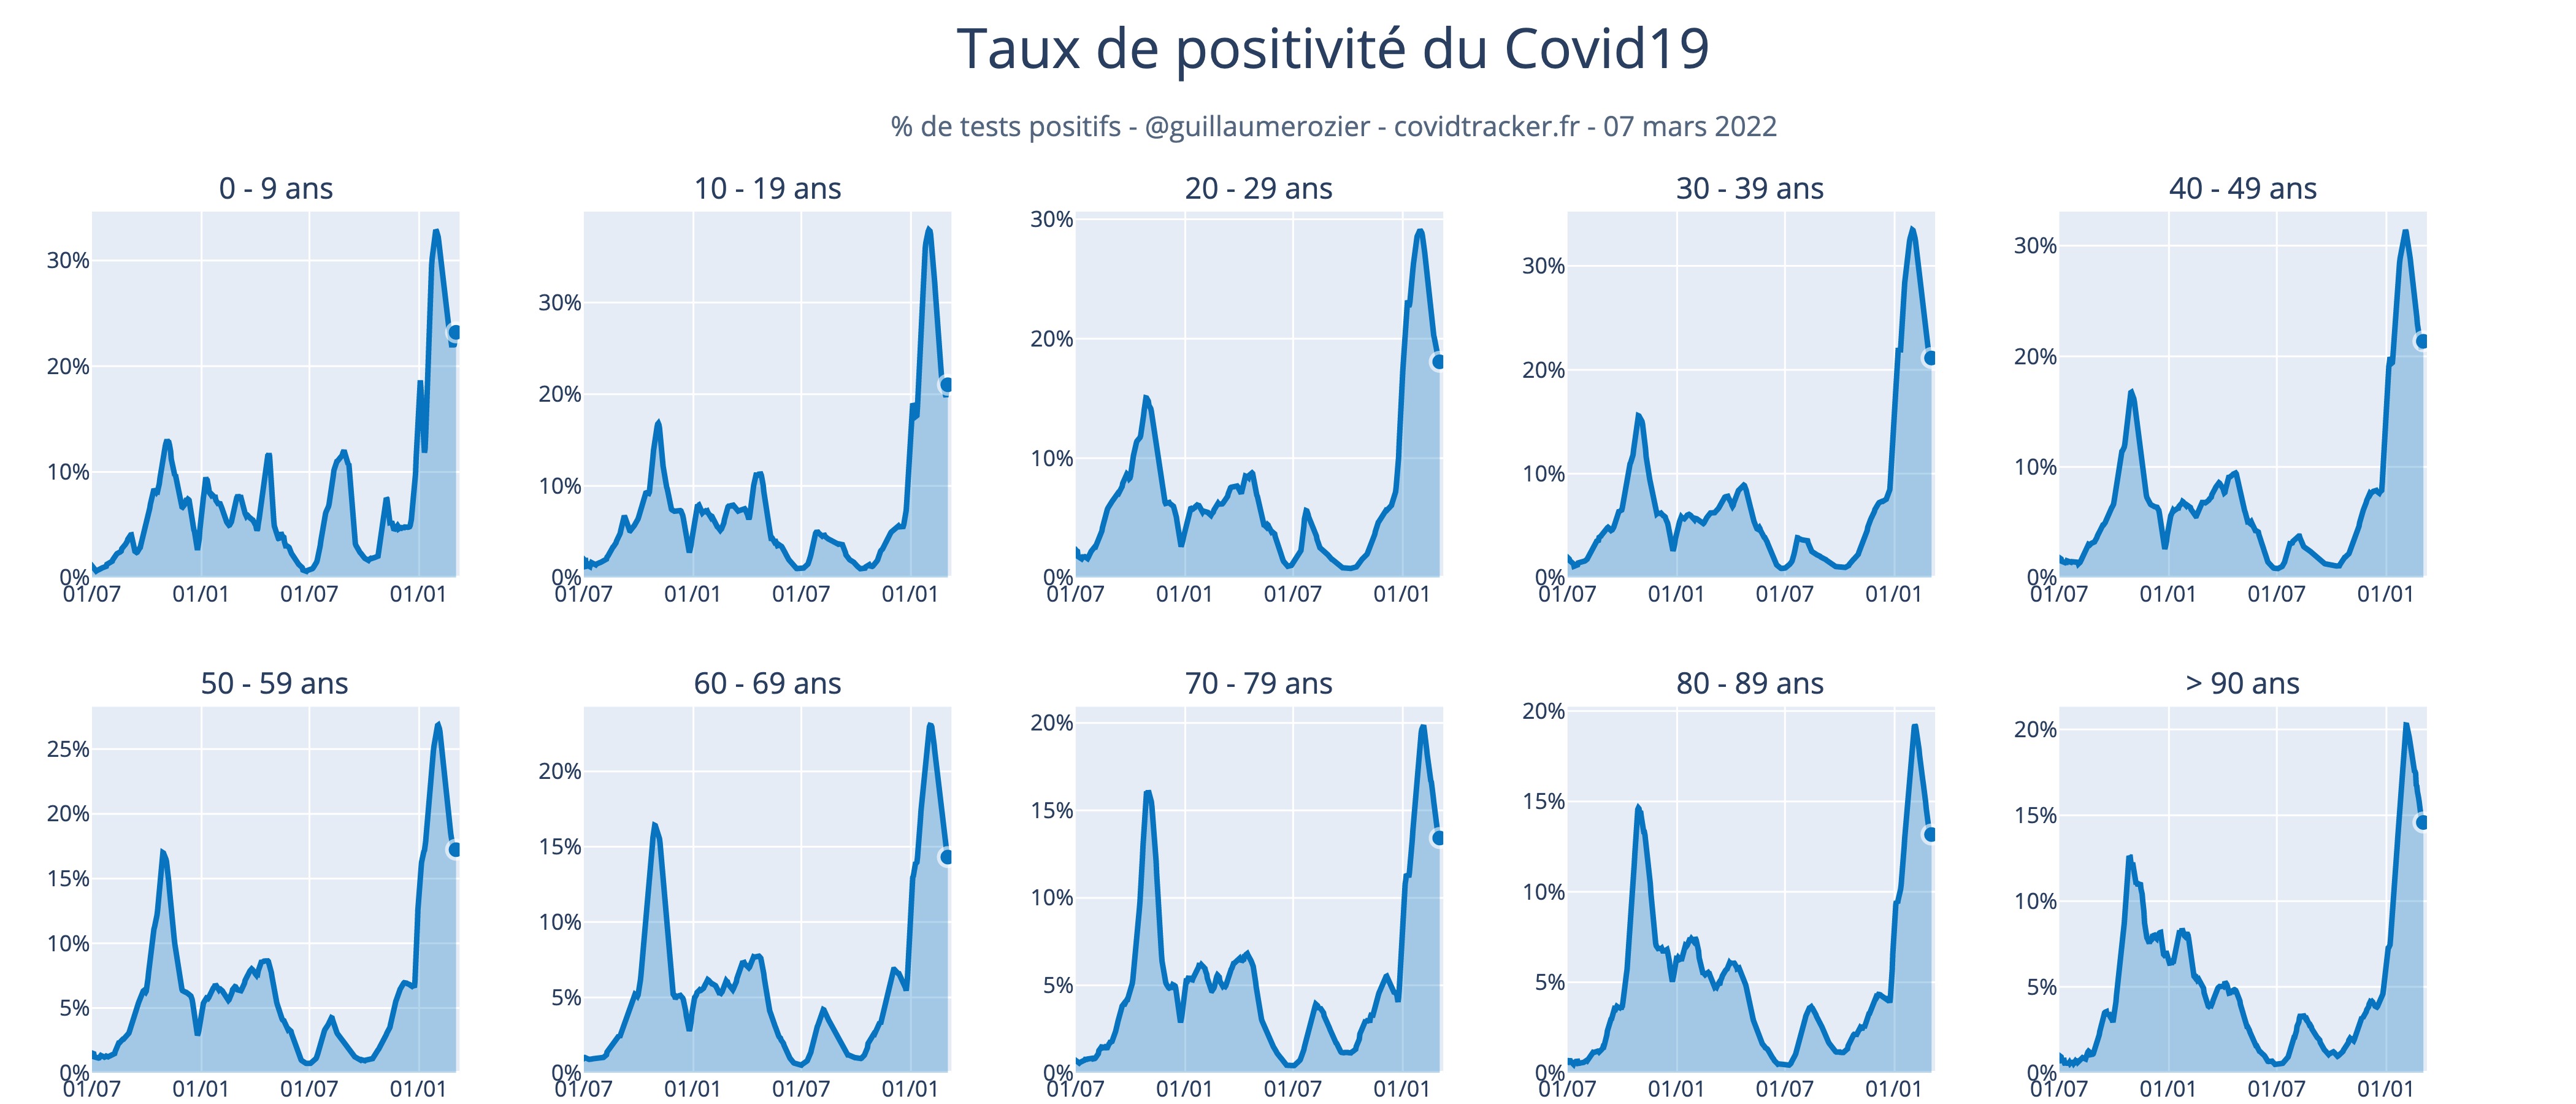 Taux de positivité du Covid19
% de tests positifs - @guillaumerozier - covidtracker.fr - 07 mars 2022
0 - 9 ans
30%
20%
10%
0%
01/07 01/01 01/07 01/01
10 - 19 ans
30%
20%
10%
0%
01/07 01/01 01/07 01/01
20 - 29 ans
30%
20%
10%
0%
01/07 01/01 01/07 01/01
30 - 39 ans
30%
20%
10%
0%
01/07 01/01 01/07 01/01
40 - 49 ans
30%
20%
10%
0%
01/07 01/01 01/07 01/01
50 - 59 ans
25%
20%
15%
10%
5%
0%
01/07 01/01 01/07 01/01
60 - 69 ans
20%
15%
10%
5%
0%
01/07 01/01 01/07 01/01
70 - 79 ans
20%
15%
10%
5%
0%
01/07 01/01 01/07 01/01
80 - 89 ans
20%
15%
10%
5%
0%
01/07 01/01 01/07 01/01
> 90 ans
20%
15%
10%
5%
0%
01/07 01/01 01/07 01/01